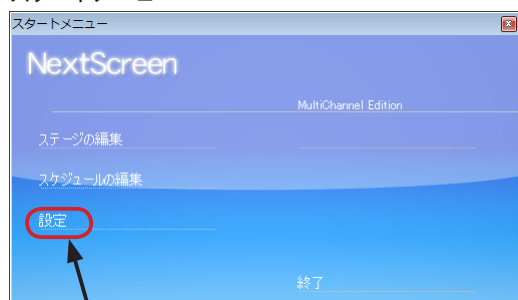 スタートメニュー
NextScreen
MultiChannel Edition
ステージの編集
スケジュールの編集
設定
終了